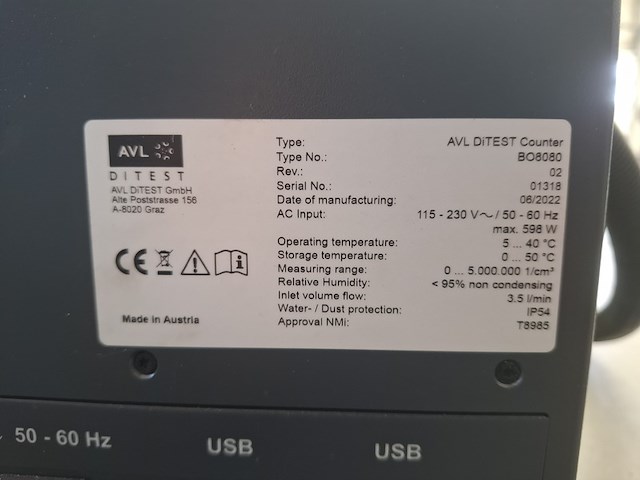 AVL
DITEST
AVL DiTEST GmbH
Alte Poststrasse 156
A-8020 Graz
Made in Austria
Type: AVL DiTEST Counter
Type No.: BO8080
Rev.: 02
Serial No.: 01318
Date of manufacturing: 06/2022
AC Input: 115 - 230 V～/ 50 - 60 Hz
max. 598 W
Operating temperature: 5 ... 40 °C
Storage temperature: 0 ... 50 °C
Measuring range: 0 ... 5.000.000 1/cm³
Relative Humidity: < 95% non condensing
Inlet volume flow: 3.5 l/min
Water- / Dust protection: IP54
Approval NMi: T8985
50 - 60 Hz
USB
USB